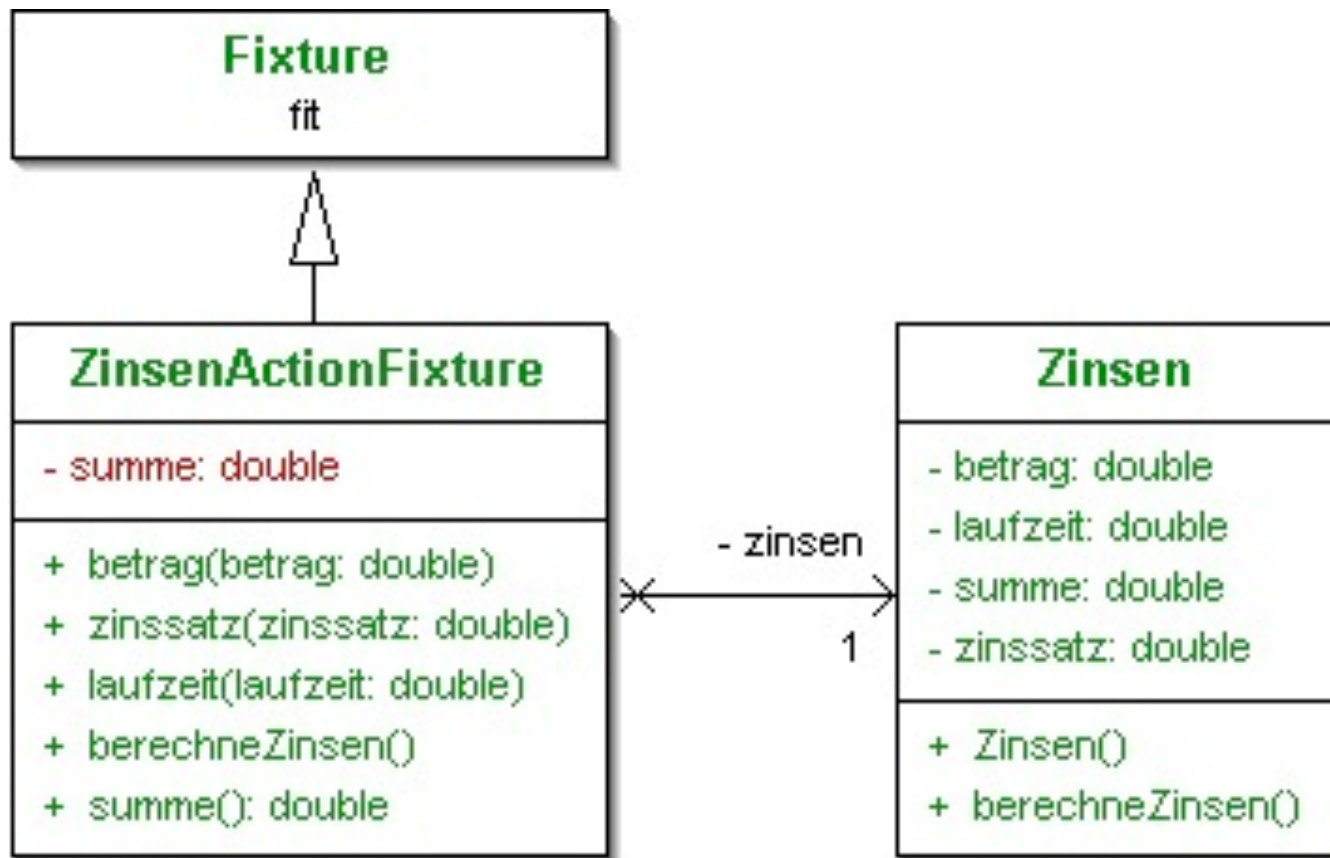 Fixture
fit
ZinsenActionFixture
- summe: double
+ betrag(betrag: double)
+ zinssatz(zinssatz: double)
+ laufzeit(laufzeit: double)
+ berechneZinsen()
+ summe(): double
- zinsen
1
Zinsen
- betrag: double
- laufzeit: double
- summe: double
- zinssatz: double
+ Zinsen()
+ berechneZinsen()